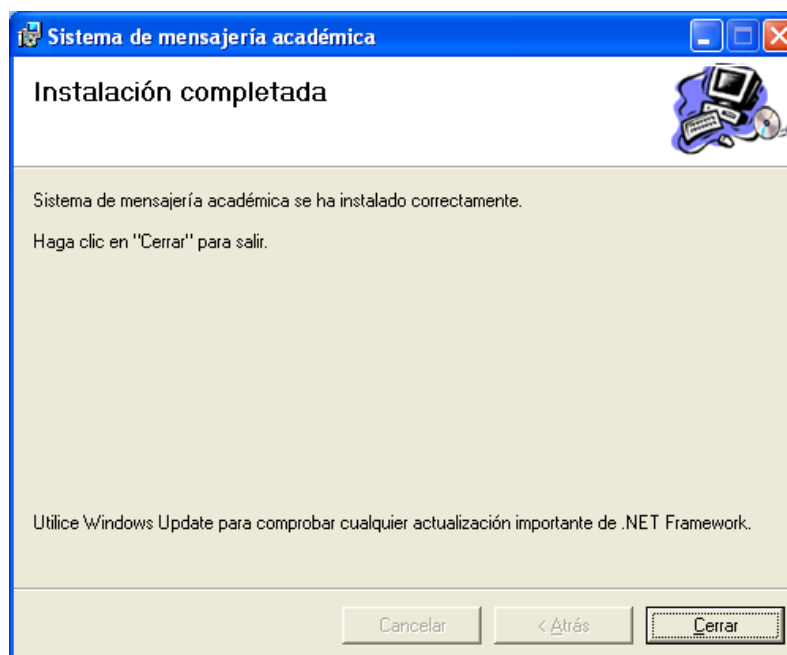 Sistema de mensajería académica
Instalación completada
Sistema de mensajería académica se ha instalado correctamente.
Haga clic en "Cerrar" para salir.
Utilice Windows Update para comprobar cualquier actualización importante de .NET Framework.
Cancelar
< Atrás
Cerrar